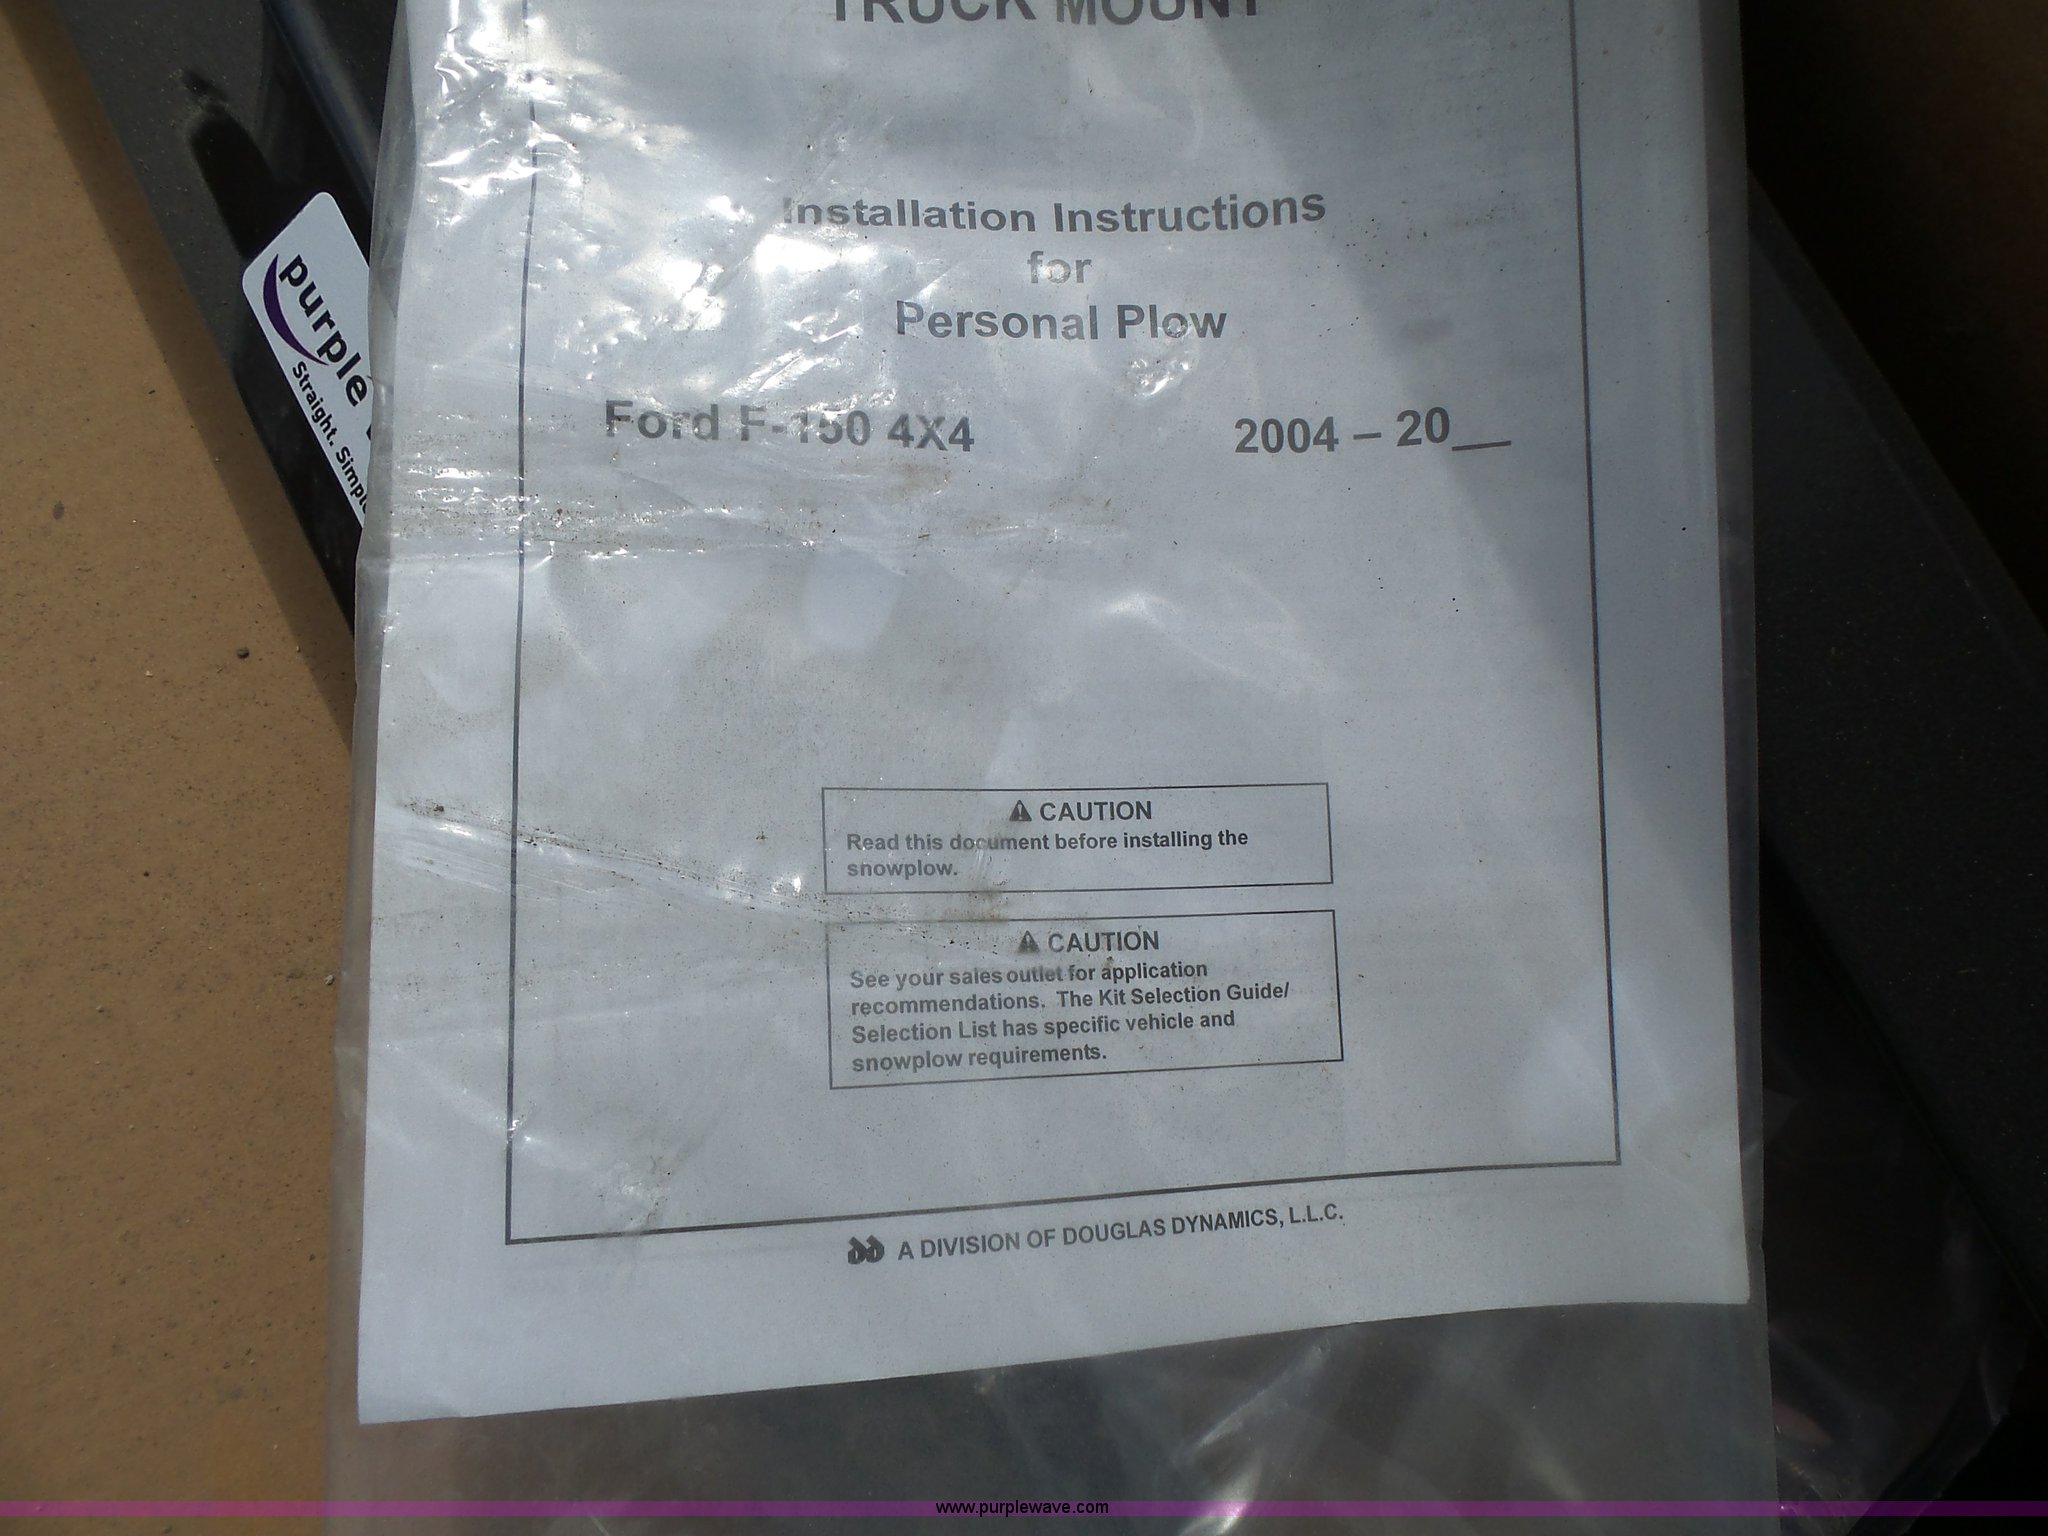 TRUCK MOUNT
Installation Instructions
for
Personal Plow
Ford F-150 4X4 2004 – 20__
purple
Straight. Simple
CAUTION
Read this document before installing the
snowplow.
CAUTION
See your sales outlet for application
recommendations. The Kit Selection Guide/
Selection List has specific vehicle and
snowplow requirements.
A DIVISION OF DOUGLAS DYNAMICS, L.L.C.
www.purplewave.com